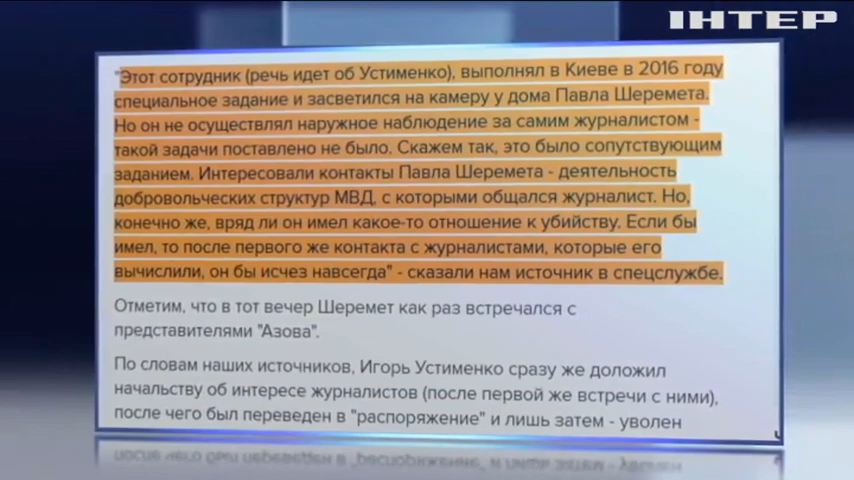 ІНТЕР
"Этот сотрудник (речь идет об Устименко), выполнял в Киеве в 2016 году
специальное задание и засветился на камеру у дома Павла Шеремета.
Но он не осуществлял наружное наблюдение за самим журналистом -
такой задачи поставлено не было. Скажем так, это было сопутствующим
заданием. Интересовали контакты Павла Шеремета - деятельность
добровольческих структур МВД, с которыми общался журналист. Но,
конечно же, вряд ли он имел какое-то отношение к убийству. Если бы
имел, то после первого же контакта с журналистами, которые его
вычислили, он бы исчез навсегда" - сказали нам источник в спецслужбе.
Отметим, что в тот вечер Шеремет как раз встречался с
представителями "Азова".
По словам наших источников, Игорь Устименко сразу же доложил
начальству об интересе журналистов (после первой же встречи с ними),
после чего был переведен в "распоряжение" и лишь затем - уволен